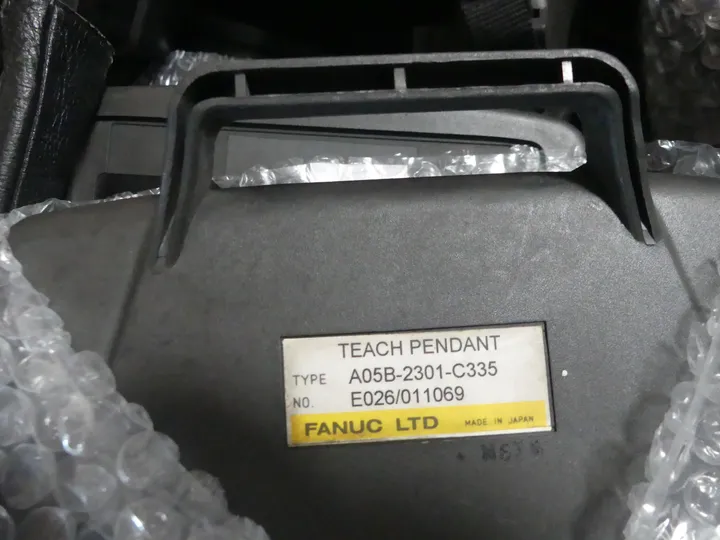 TEACH PENDANT
TYPE A05B-2301-C335
NO. E026/011069
FANUC LTD MADE IN JAPAN